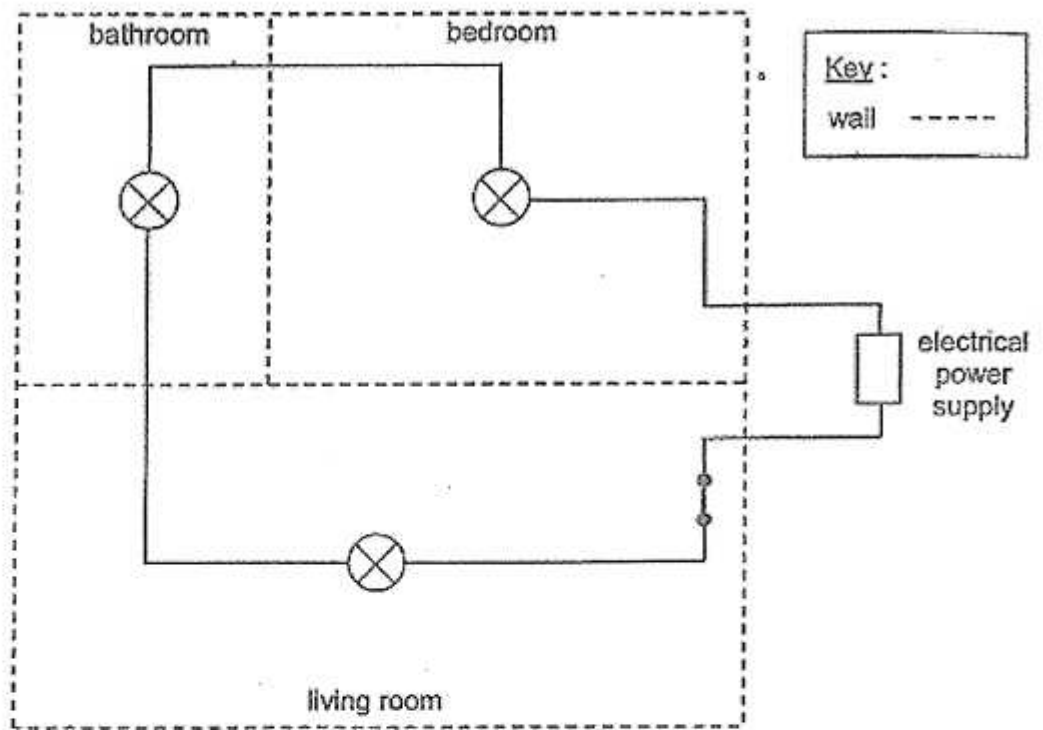 bathroom
bedroom
Key :
wall
electrical
power
supply
living room